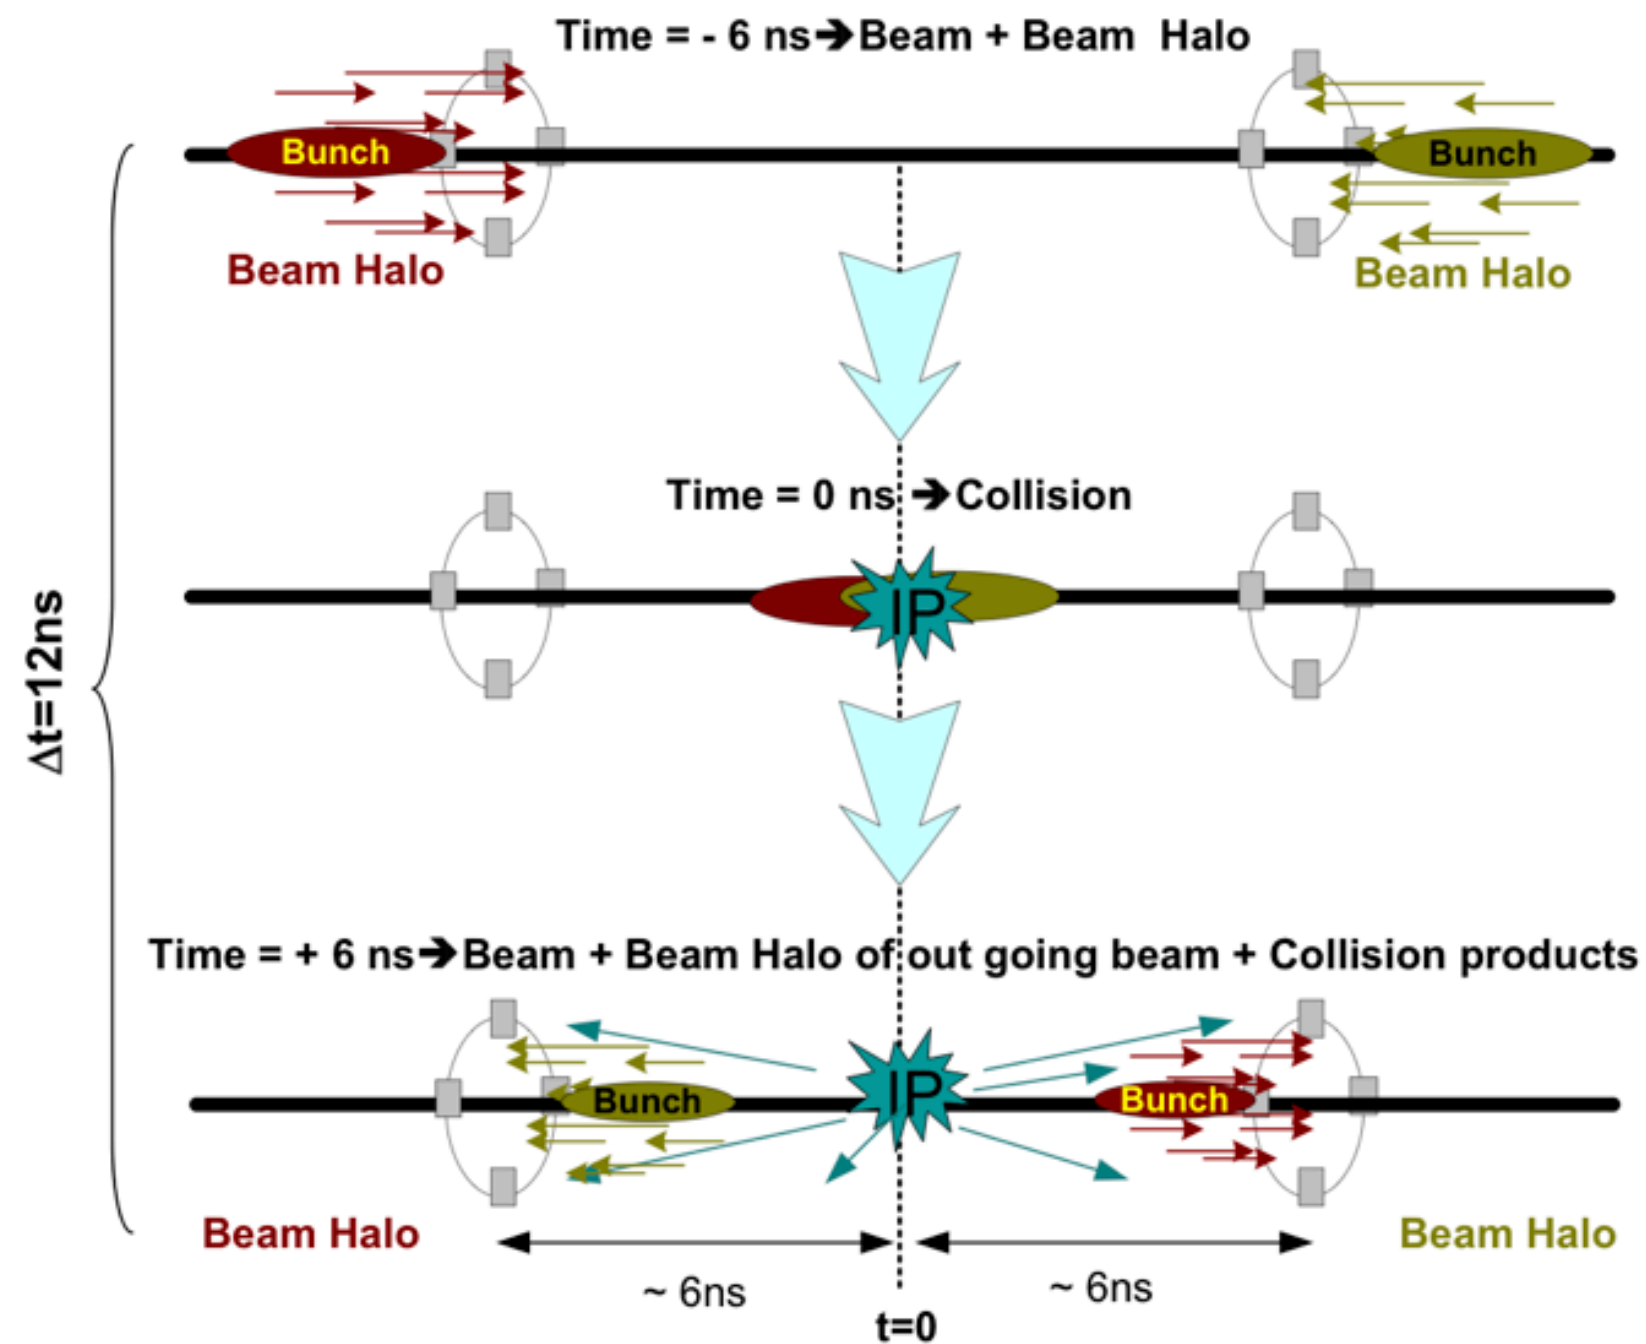 Time = - 6 ns➔Beam + Beam Halo
Bunch
Bunch
Beam Halo
Beam Halo
Time = 0 ns ➔Collision
IP
Δt=12ns
Time = + 6 ns➔Beam + Beam Halo of out going beam + Collision products
Bunch
IP
Bunch
Beam Halo
Beam Halo
~ 6ns
~ 6ns
t=0